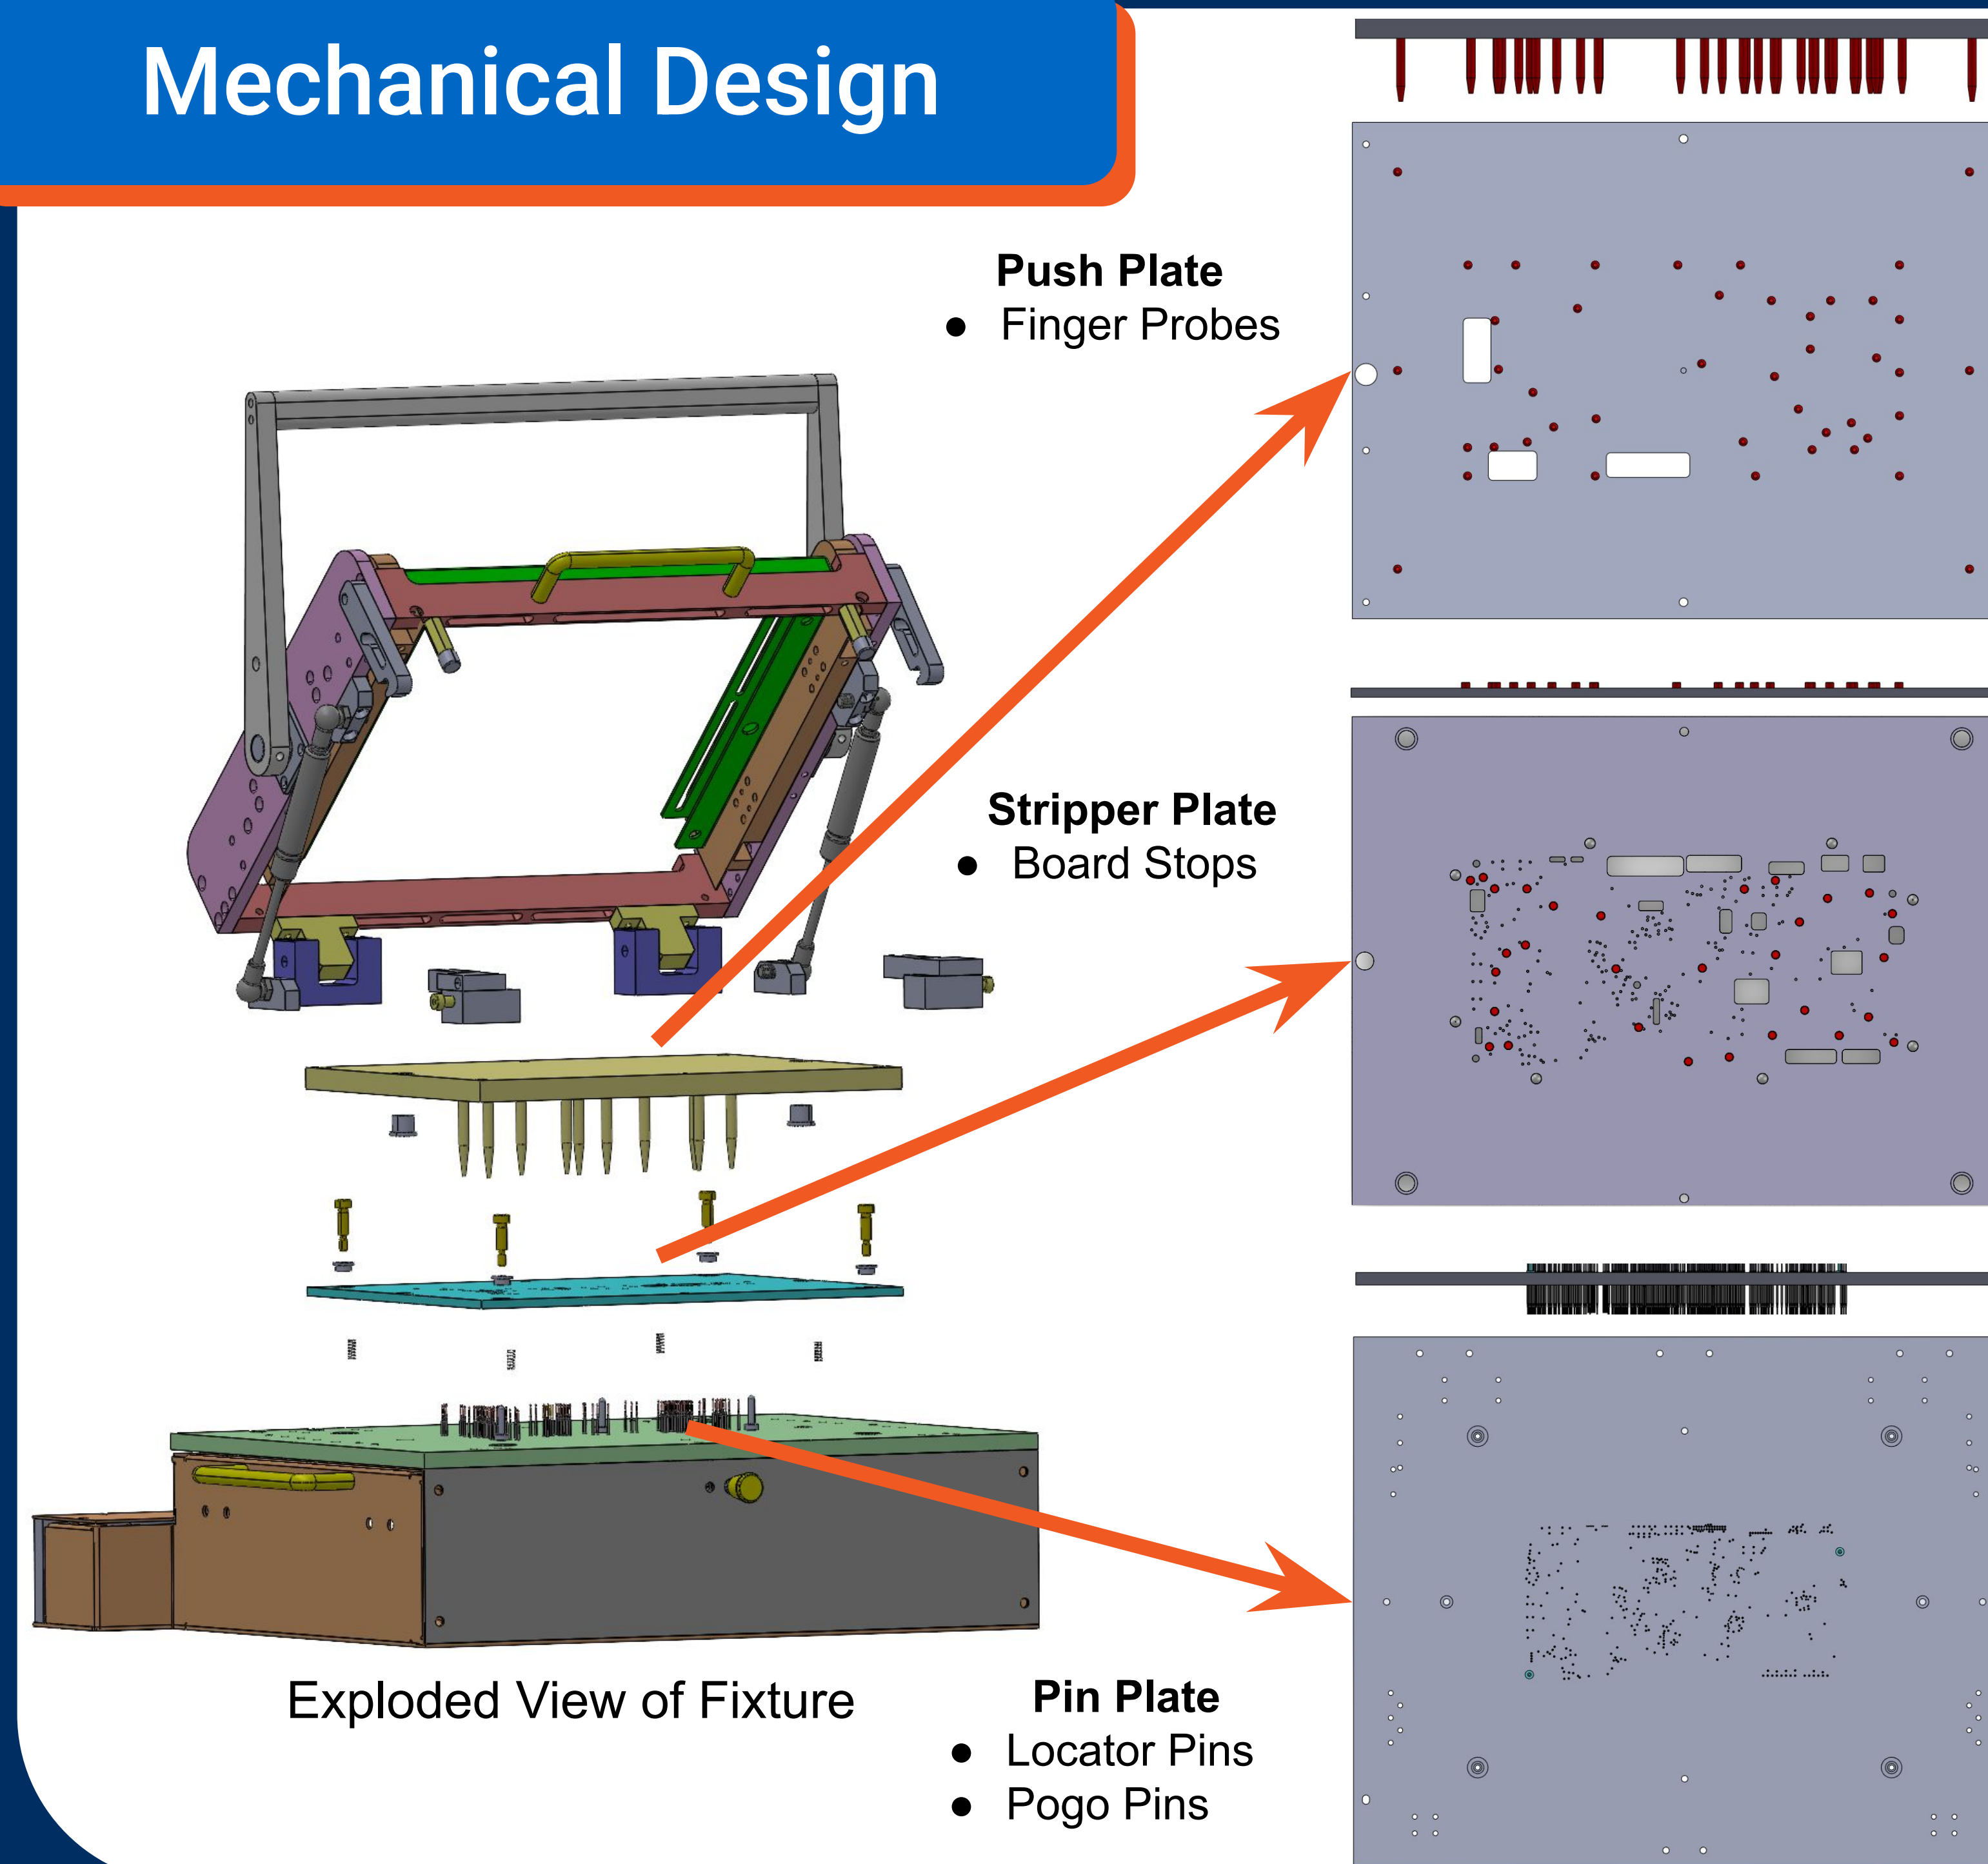 Mechanical Design
Push Plate
● Finger Probes
Stripper Plate
● Board Stops
Exploded View of Fixture
Pin Plate
● Locator Pins
● Pogo Pins